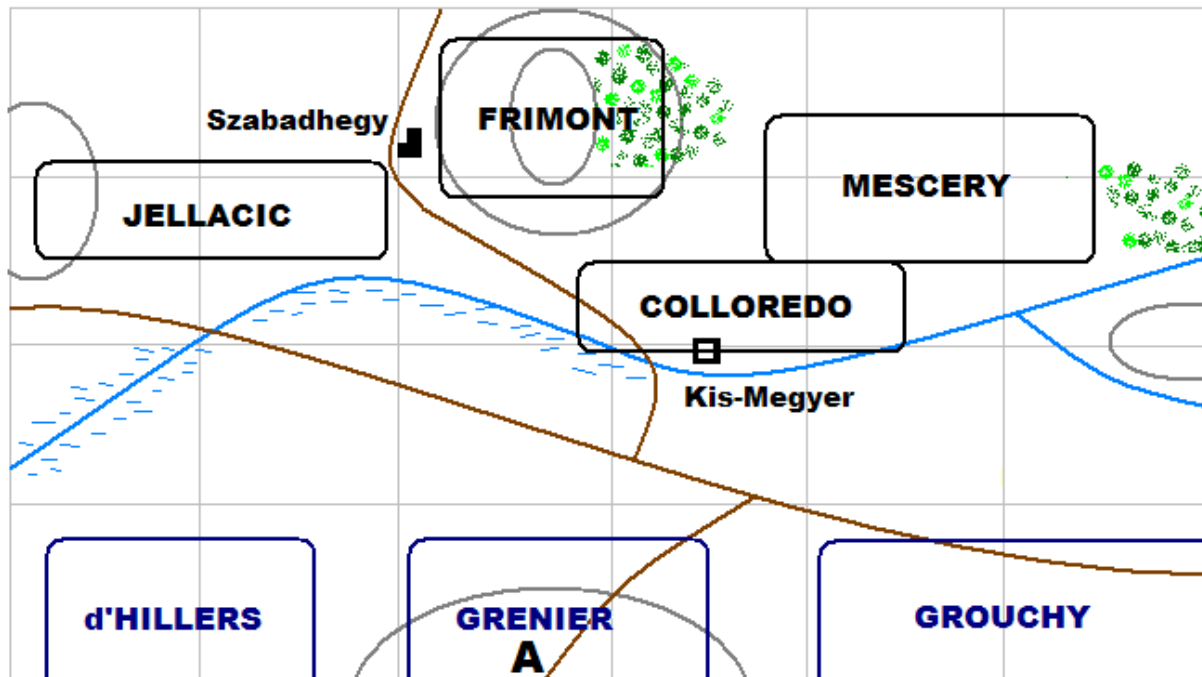 Szabadhegy
FRIMONT
MESCERY
JELLACIC
COLLOREDO
Kis-Megyer
d'HILLERS
GRENIER
GROUCHY
A